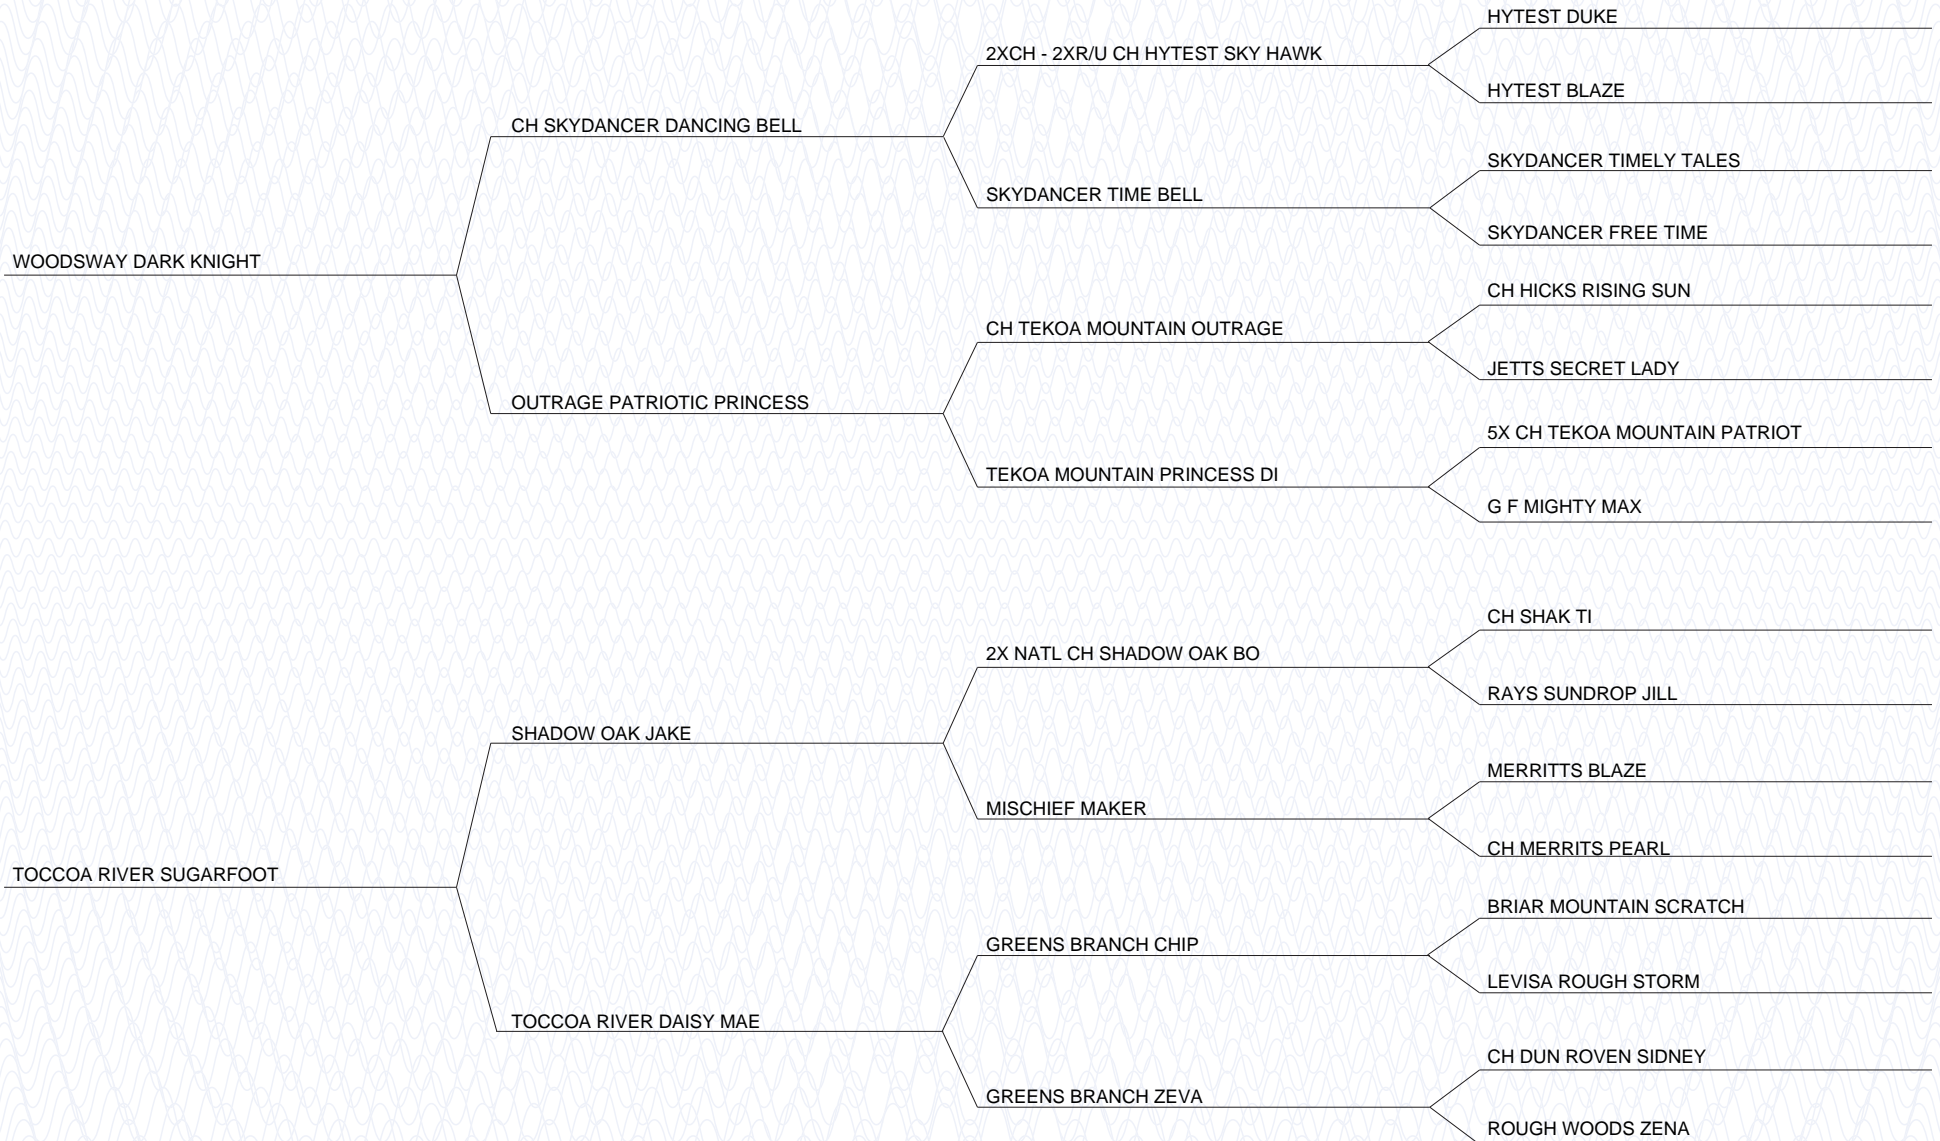 HYTEST DUKE
2XCH - 2XR/U CH HYTEST SKY HAWK
HYTEST BLAZE
CH SKYDANCER DANCING BELL
SKYDANCER TIMELY TALES
SKYDANCER TIME BELL
SKYDANCER FREE TIME
WOODSWAY DARK KNIGHT
CH HICKS RISING SUN
CH TEKOA MOUNTAIN OUTRAGE
JETTS SECRET LADY
OUTRAGE PATRIOTIC PRINCESS
5X CH TEKOA MOUNTAIN PATRIOT
TEKOA MOUNTAIN PRINCESS DI
G F MIGHTY MAX
CH SHAK TI
2X NATL CH SHADOW OAK BO
RAYS SUNDROP JILL
SHADOW OAK JAKE
MERRITTS BLAZE
MISCHIEF MAKER
CH MERRITS PEARL
TOCCOA RIVER SUGARFOOT
BRIAR MOUNTAIN SCRATCH
GREENS BRANCH CHIP
LEVISA ROUGH STORM
TOCCOA RIVER DAISY MAE
CH DUN ROVEN SIDNEY
GREENS BRANCH ZEVA
ROUGH WOODS ZENA